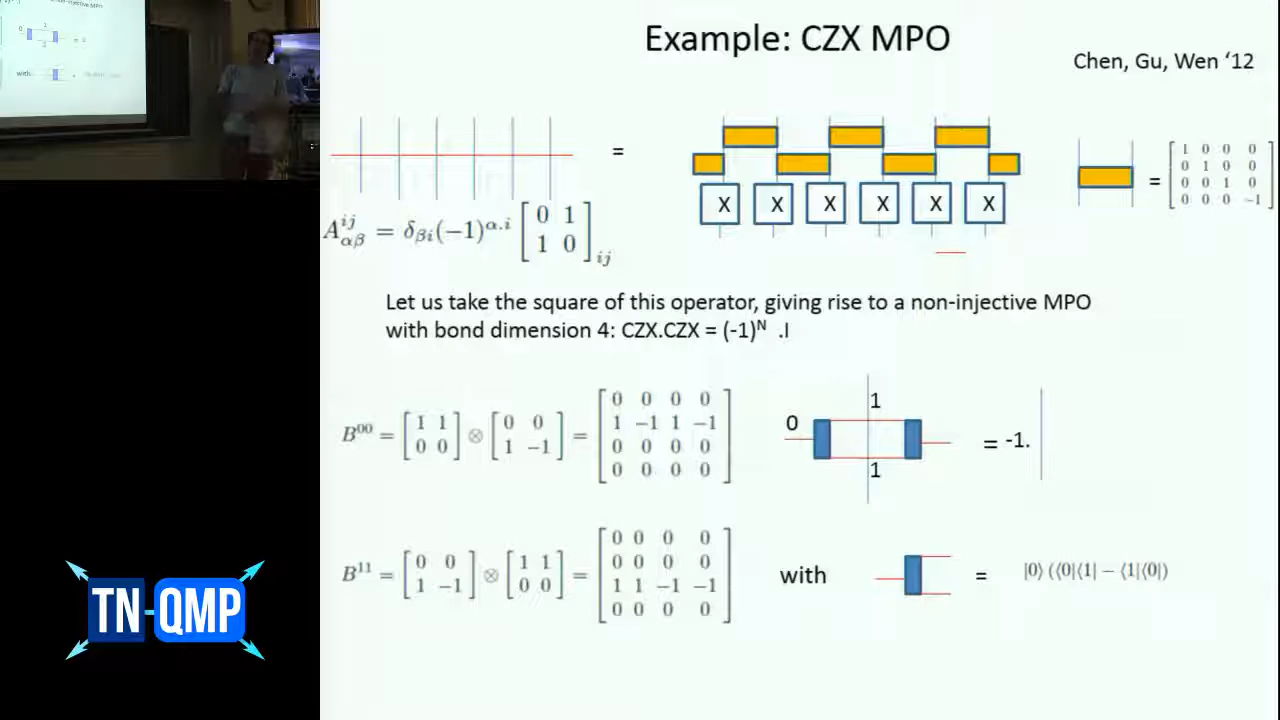 Example: CZX MPO
Chen, Gu, Wen ‘12
=
X X X X X X
= [1 0 0 0
0 1 0 0
0 0 1 0
0 0 0 −1]
A^{ij}_{αβ} = δ_{βi}(−1)^{α.i} [0 1
1 0]_{ij}
Let us take the square of this operator, giving rise to a non-injective MPO
with bond dimension 4: CZX.CZX = (-1)^N .I
B^{00} = [1 1
0 0] ⊗ [0 0
1 −1] = [0 0 0 0
1 −1 1 −1
0 0 0 0
0 0 0 0]
0 1 1 = -1.
B^{11} = [0 0
1 −1] ⊗ [1 1
0 0] = [0 0 0 0
0 0 0 0
1 1 −1 −1
0 0 0 0]
with = |0⟩ (⟨0|⟨1| − ⟨1|⟨0|)
TN-QMP
with